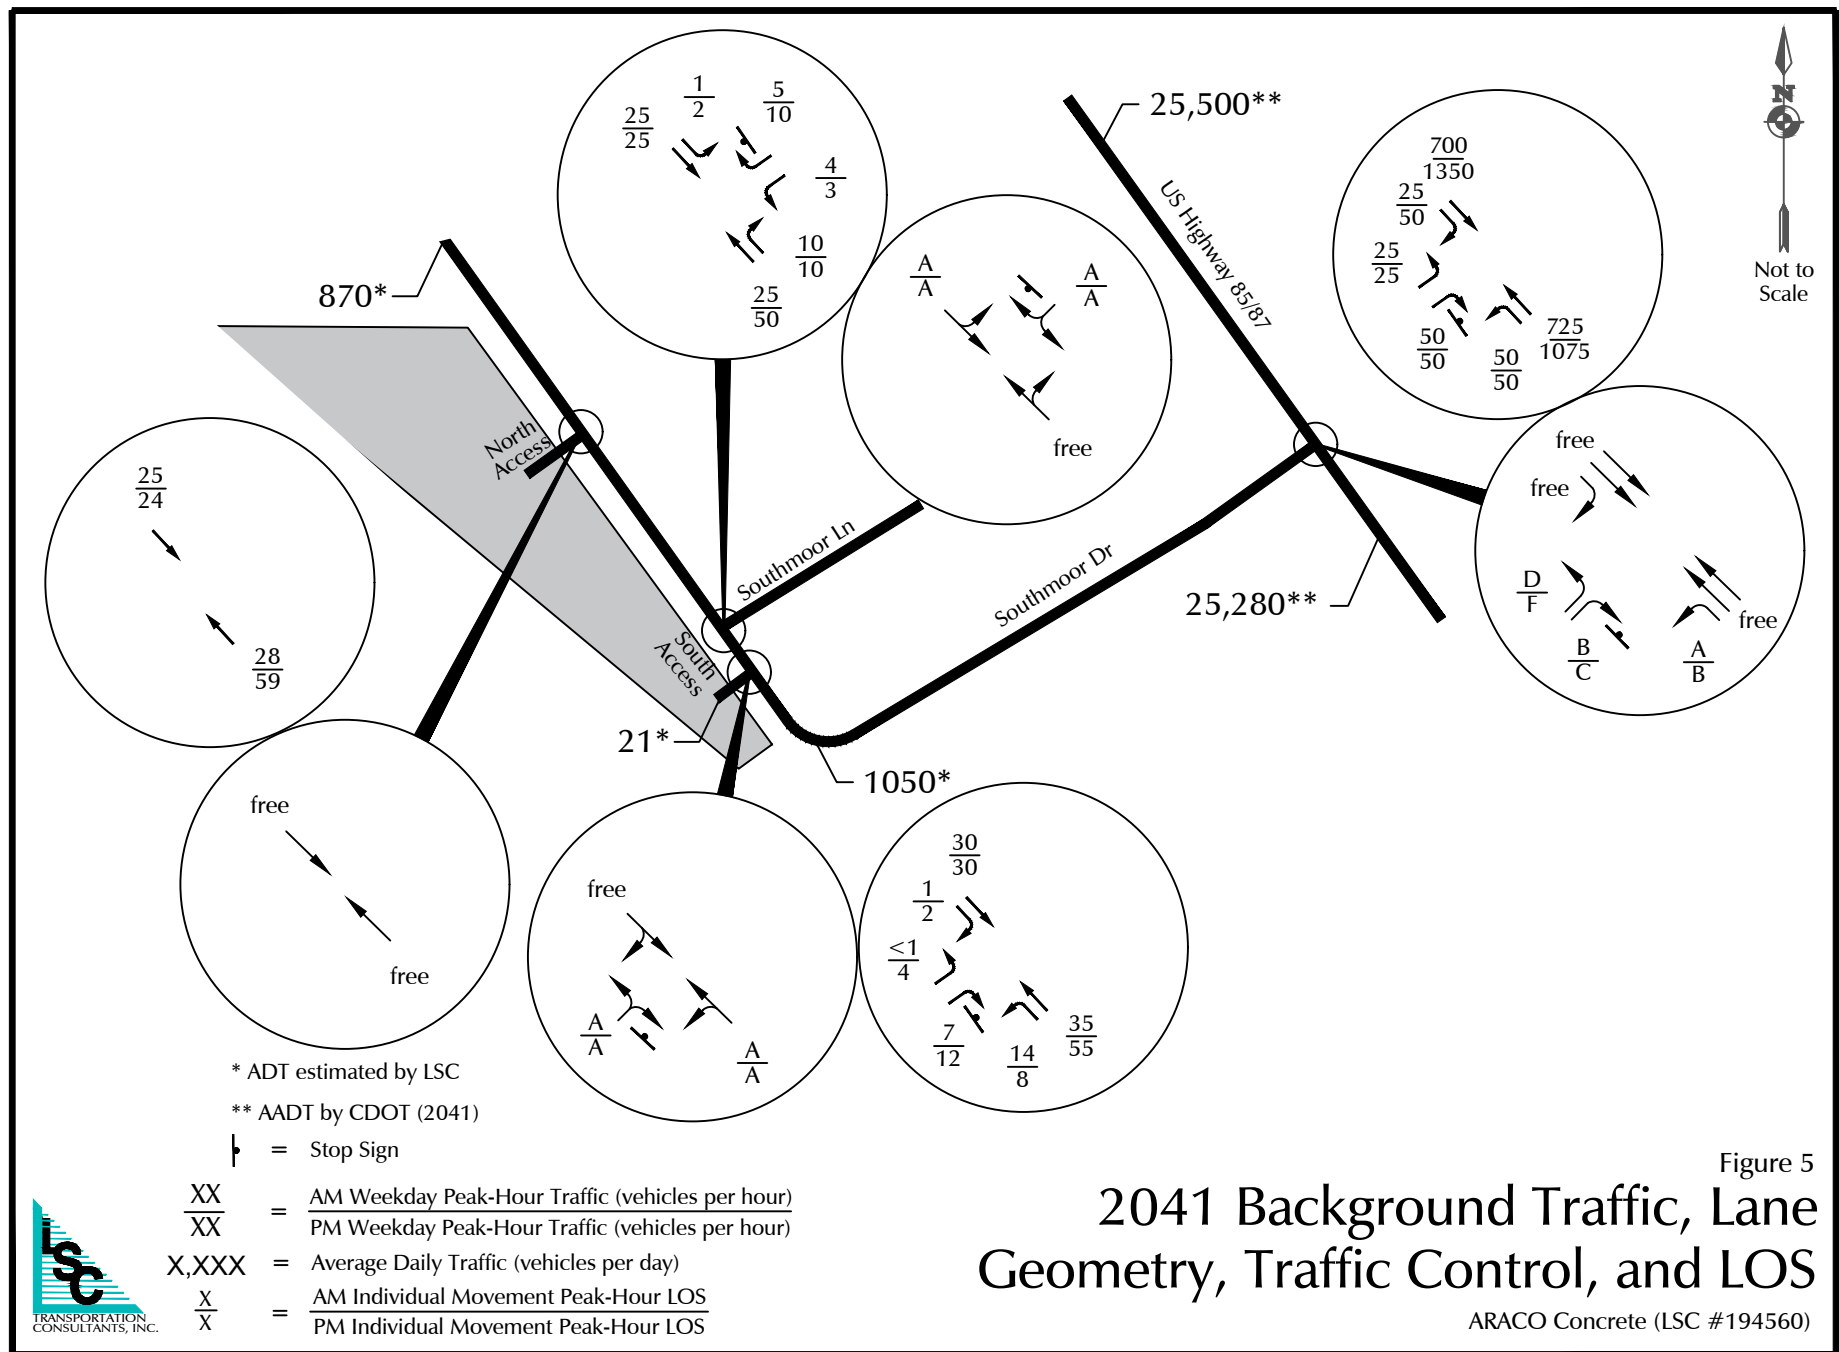 1
2
5
10
25
25
4
3
10
10
25
50
25,500**
US Highway 85/87
700
1350
25
50
25
25
50
50
50
50
725
1075
N
Not to
Scale
870*
A
A
A
A
free
North
Access
25
24
28
59
Southmoor Ln
Southmoor Dr
25,280**
free
free
D
F
B
C
A
B
free
South
Access
21*
1050*
free
free
free
A
A
A
A
30
30
1
2
<1
4
7
12
14
8
35
55
* ADT estimated by LSC
** AADT by CDOT (2041)
= Stop Sign
XX
XX
=
AM Weekday Peak-Hour Traffic (vehicles per hour)
PM Weekday Peak-Hour Traffic (vehicles per hour)
X,XXX = Average Daily Traffic (vehicles per day)
X
X
=
AM Individual Movement Peak-Hour LOS
PM Individual Movement Peak-Hour LOS
LSC
TRANSPORTATION
CONSULTANTS, INC.
Figure 5
2041 Background Traffic, Lane
Geometry, Traffic Control, and LOS
ARACO Concrete (LSC #194560)